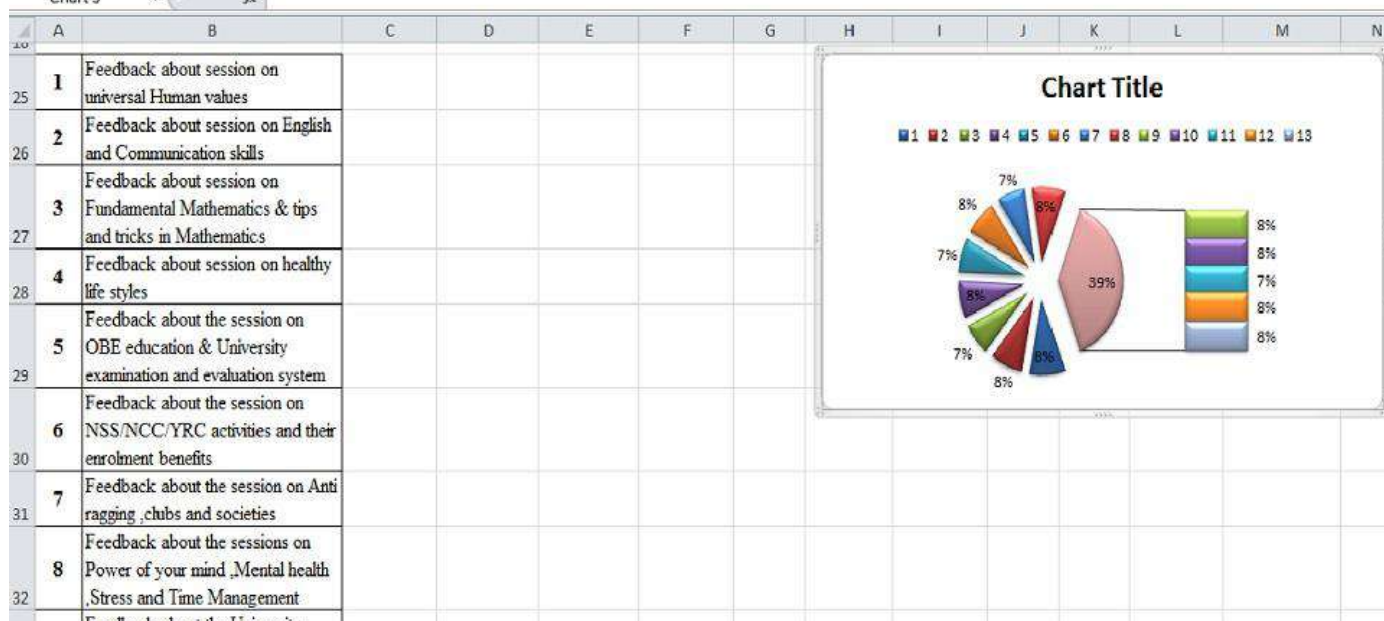 A B C D E F G H I J K L M N
25 1 Feedback about session on
universal Human values
26 2 Feedback about session on English
and Communication skills
27 3 Feedback about session on
Fundamental Mathematics & tips
and tricks in Mathematics
28 4 Feedback about session on healthy
life styles
29 5 Feedback about the session on
OBE education & University
examination and evaluation system
30 6 Feedback about the session on
NSS/NCC/YRC activities and their
enrolment benefits
31 7 Feedback about the session on Anti
ragging ,clubs and societies
32 8 Feedback about the sessions on
Power of your mind ,Mental health
,Stress and Time Management
Chart Title
1 2 3 4 5 6 7 8 9 10 11 12 13
7%
8% 8%
7%
8%
7%
8%
8%
39%
8%
8%
7%
8%
8%